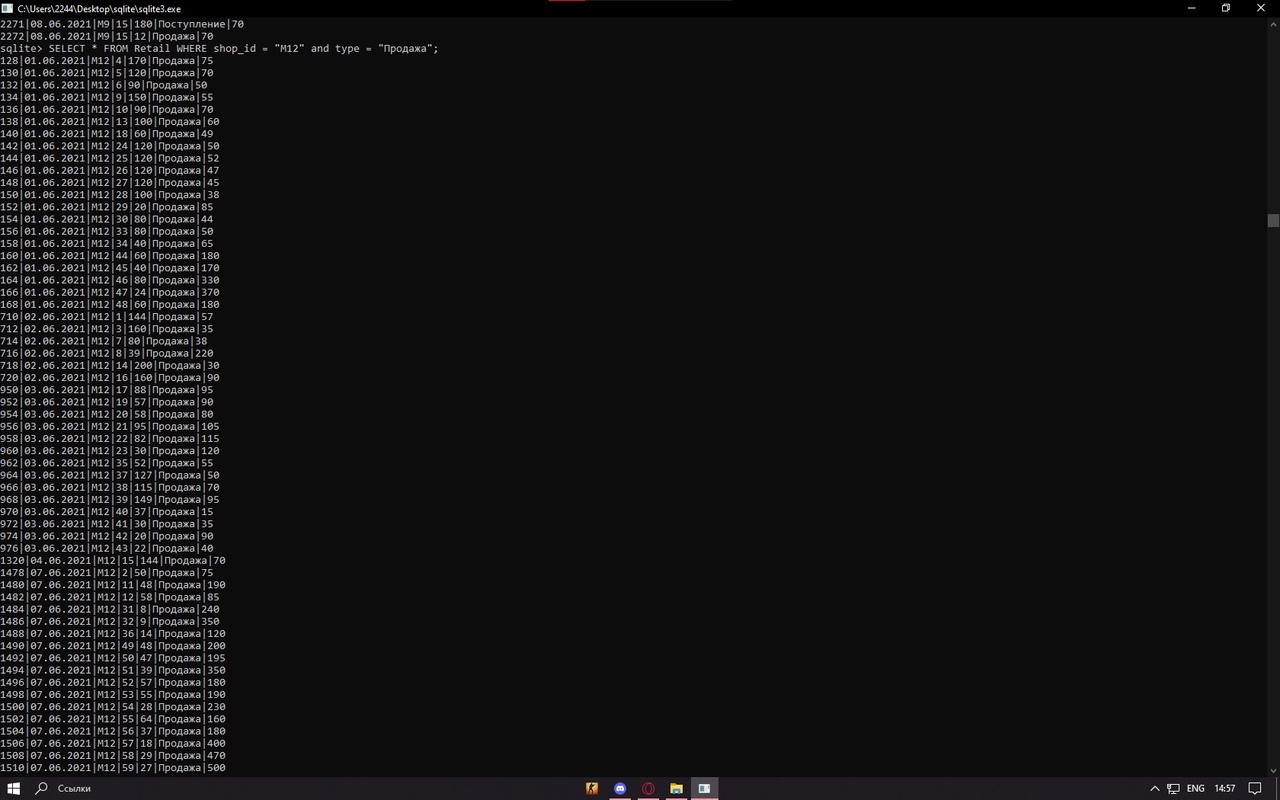 C:\Users\2244\Desktop\sqlite\sqlite3.exe
2271|08.06.2021|M9|15|180|Поступление|70
2272|08.06.2021|M9|15|12|Продажа|70
sqlite> SELECT * FROM Retail WHERE shop_id = "M12" and type = "Продажа";
128|01.06.2021|M12|4|170|Продажа|75
130|01.06.2021|M12|5|120|Продажа|70
132|01.06.2021|M12|6|90|Продажа|50
134|01.06.2021|M12|9|150|Продажа|55
136|01.06.2021|M12|10|90|Продажа|70
138|01.06.2021|M12|13|100|Продажа|60
140|01.06.2021|M12|18|60|Продажа|49
142|01.06.2021|M12|24|120|Продажа|50
144|01.06.2021|M12|25|120|Продажа|52
146|01.06.2021|M12|26|120|Продажа|47
148|01.06.2021|M12|27|120|Продажа|45
150|01.06.2021|M12|28|100|Продажа|38
152|01.06.2021|M12|29|20|Продажа|85
154|01.06.2021|M12|30|80|Продажа|44
156|01.06.2021|M12|33|80|Продажа|50
158|01.06.2021|M12|34|40|Продажа|65
160|01.06.2021|M12|44|60|Продажа|180
162|01.06.2021|M12|45|40|Продажа|170
164|01.06.2021|M12|46|80|Продажа|330
166|01.06.2021|M12|47|24|Продажа|370
168|01.06.2021|M12|48|60|Продажа|180
710|02.06.2021|M12|1|144|Продажа|57
712|02.06.2021|M12|3|160|Продажа|35
714|02.06.2021|M12|7|80|Продажа|38
716|02.06.2021|M12|8|39|Продажа|220
718|02.06.2021|M12|14|200|Продажа|30
720|02.06.2021|M12|16|160|Продажа|90
950|03.06.2021|M12|17|88|Продажа|95
952|03.06.2021|M12|19|57|Продажа|90
954|03.06.2021|M12|20|58|Продажа|80
956|03.06.2021|M12|21|95|Продажа|105
958|03.06.2021|M12|22|82|Продажа|115
960|03.06.2021|M12|23|30|Продажа|120
962|03.06.2021|M12|35|52|Продажа|55
964|03.06.2021|M12|37|127|Продажа|50
966|03.06.2021|M12|38|115|Продажа|70
968|03.06.2021|M12|39|149|Продажа|95
970|03.06.2021|M12|40|37|Продажа|15
972|03.06.2021|M12|41|30|Продажа|35
974|03.06.2021|M12|42|20|Продажа|90
976|03.06.2021|M12|43|22|Продажа|40
1320|04.06.2021|M12|15|144|Продажа|70
1478|07.06.2021|M12|2|50|Продажа|75
1480|07.06.2021|M12|11|48|Продажа|190
1482|07.06.2021|M12|12|58|Продажа|85
1484|07.06.2021|M12|31|8|Продажа|240
1486|07.06.2021|M12|32|9|Продажа|350
1488|07.06.2021|M12|36|14|Продажа|120
1490|07.06.2021|M12|49|48|Продажа|200
1492|07.06.2021|M12|50|47|Продажа|195
1494|07.06.2021|M12|51|39|Продажа|350
1496|07.06.2021|M12|52|57|Продажа|180
1498|07.06.2021|M12|53|55|Продажа|190
1500|07.06.2021|M12|54|28|Продажа|230
1502|07.06.2021|M12|55|64|Продажа|160
1504|07.06.2021|M12|56|37|Продажа|180
1506|07.06.2021|M12|57|18|Продажа|400
1508|07.06.2021|M12|58|29|Продажа|470
1510|07.06.2021|M12|59|27|Продажа|500
Ссылки
ENG 14:57